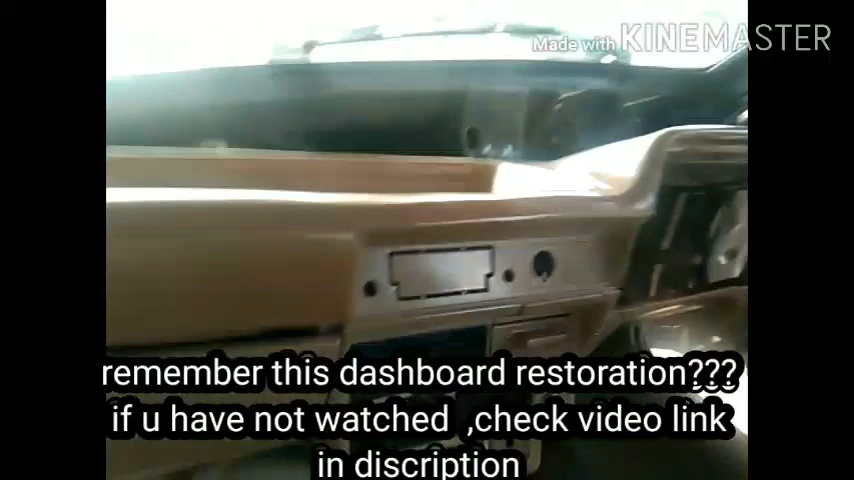 Made with KINEMASTER
remember this dashboard restoration???
if u have not watched ,check video link
in discription